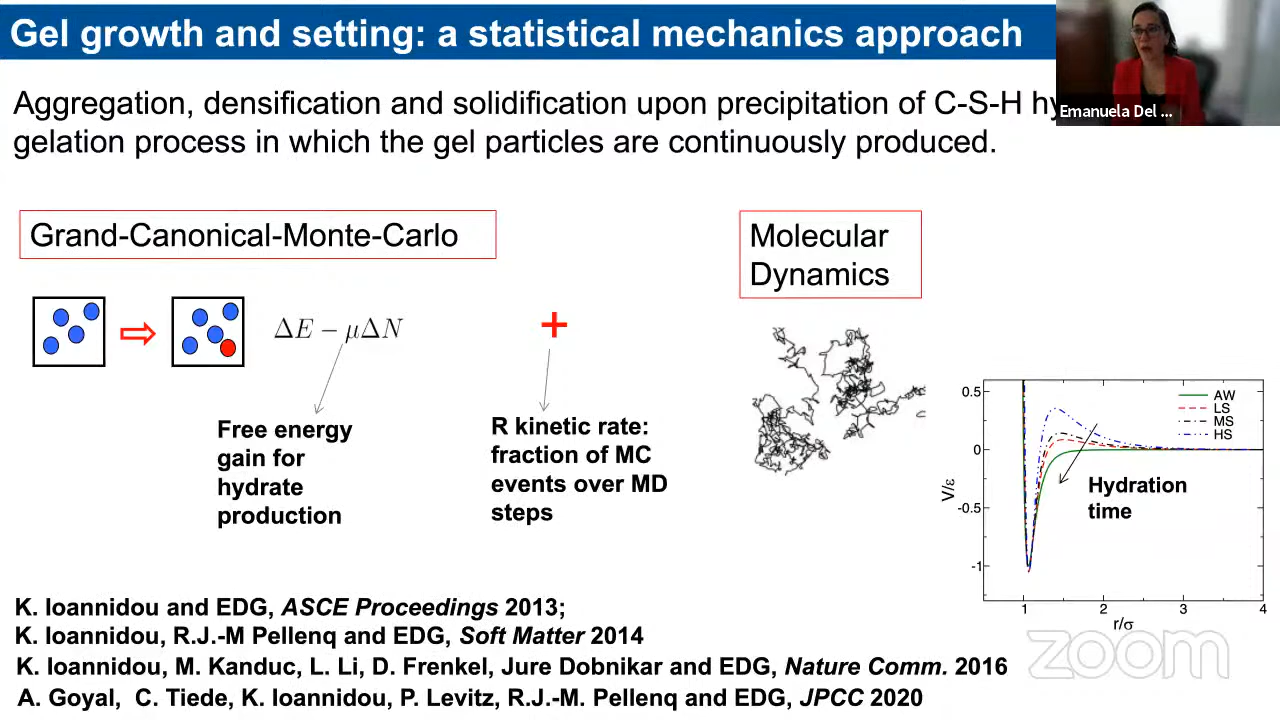 Gel growth and setting: a statistical mechanics approach
Emanuela Del ...
Aggregation, densification and solidification upon precipitation of C-S-H
gelation process in which the gel particles are continuously produced.
Grand-Canonical-Monte-Carlo
Molecular
Dynamics
ΔE − μΔN
+
Free energy
gain for
hydrate
production
R kinetic rate:
fraction of MC
events over MD
steps
AW
LS
MS
HS
Hydration
time
V/ε
0.5
0
-0.5
-1
1 2 3 4
r/σ
K. Ioannidou and EDG, ASCE Proceedings 2013;
K. Ioannidou, R.J.-M Pellenq and EDG, Soft Matter 2014
K. Ioannidou, M. Kanduc, L. Li, D. Frenkel, Jure Dobnikar and EDG, Nature Comm. 2016
A. Goyal, C. Tiede, K. Ioannidou, P. Levitz, R.J.-M. Pellenq and EDG, JPCC 2020
zoom